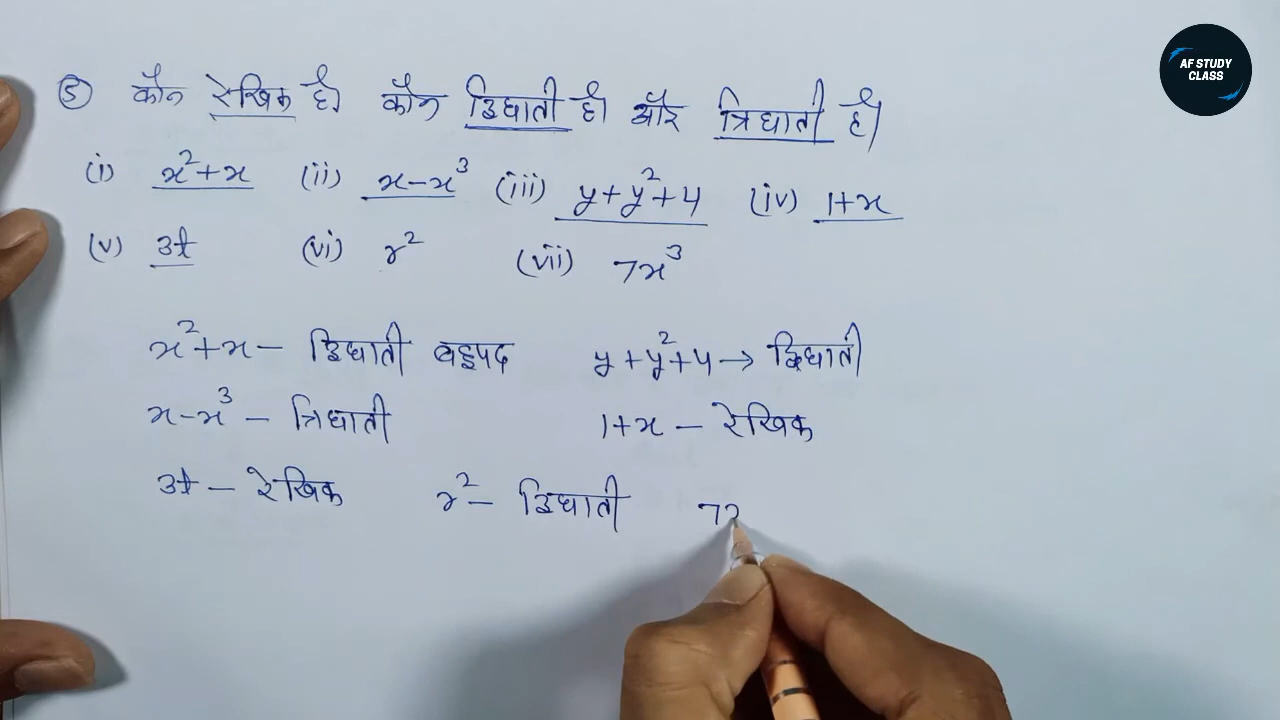 AF STUDY
CLASS
⑤ कौन रेखिक है। कौन द्विघाती है। और त्रिघाती है।
(i) x²+x (ii) x-x³ (iii) y+y²+4 (iv) 1+x
(v) 3t (vi) r² (vii) 7x³
x²+x – द्विघाती बहुपद y+y²+4 → द्विघाती
x-x³ – त्रिघाती 1+x – रेखिक
3t – रेखिक r² – द्विघाती 7